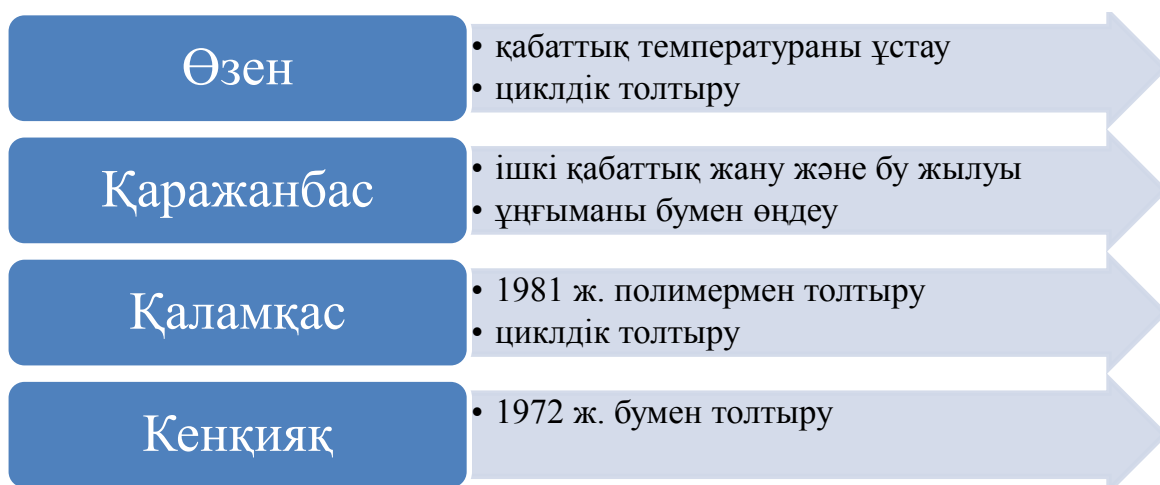 Өзен
• қабаттық температураны ұстау
• циклдік толтыру
Қаражанбас
• ішкі қабаттық жану және бу жылуы
• ұңғыманы бумен өңдеу
Қаламқас
• 1981 ж. полимермен толтыру
• циклдік толтыру
Кенқияқ
• 1972 ж. бумен толтыру